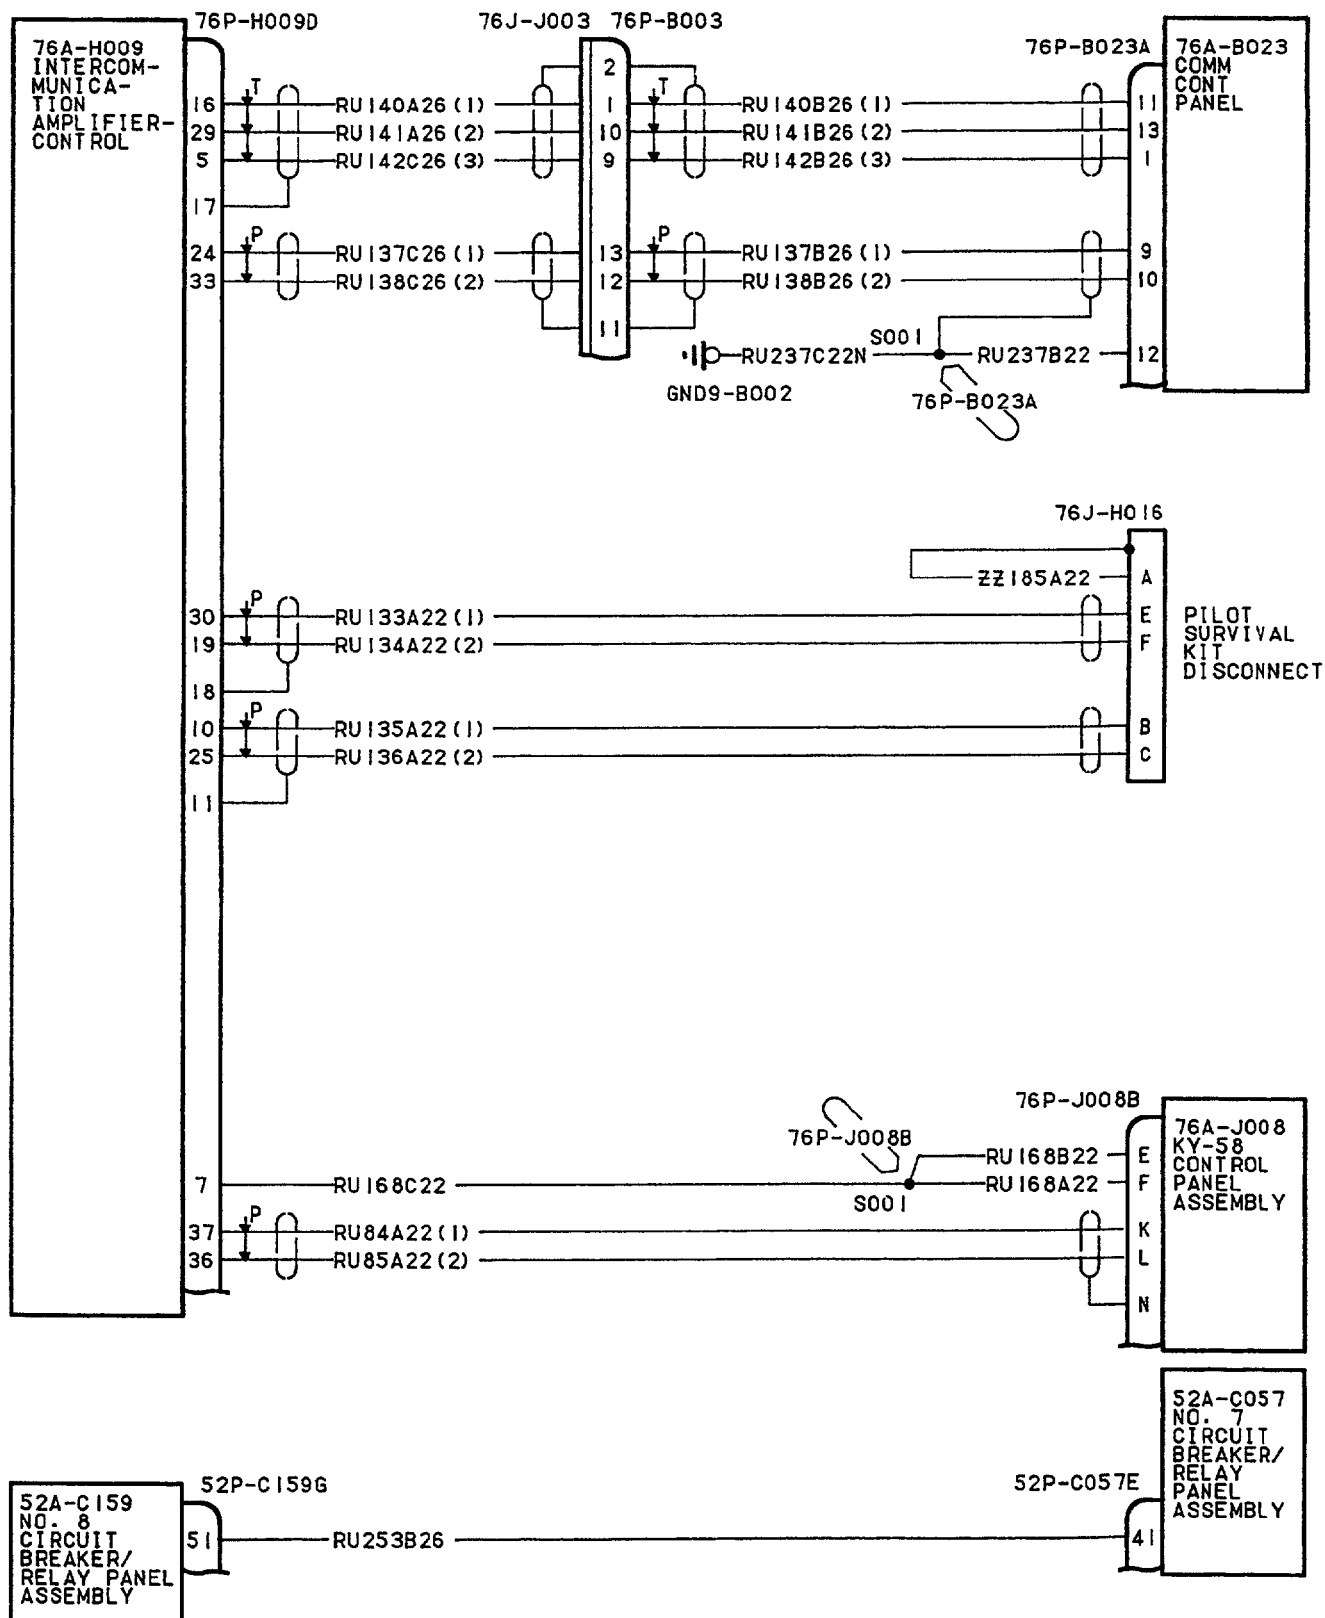 76P-H009D
76J-J003 76P-B003
76P-B023A
76A-H009
INTERCOM-
MUNICA-
TION
AMPLIFIER-
CONTROL
76A-B023
COMM
CONT
PANEL
2
16 T RU140A26(1) 1 T RU140B26(1) 11
29 RU141A26(2) 10 RU141B26(2) 13
5 RU142C26(3) 9 RU142B26(3) 1
17
24 P RU137C26(1) 13 P RU137B26(1) 9
33 RU138C26(2) 12 RU138B26(2) 10
11
S001
RU237C22N RU237B22 12
GND9-B002
76P-B023A
76J-H016
ZZ185A22 A
30 P RU133A22(1) E
19 RU134A22(2) F
18
10 P RU135A22(1) B
25 RU136A22(2) C
11
PILOT
SURVIVAL
KIT
DISCONNECT
76P-J008B
76A-J008
KY-58
CONTROL
PANEL
ASSEMBLY
76P-J008B
RU168B22 E
7 RU168C22 RU168A22 F
S001
37 P RU84A22(1) K
36 RU85A22(2) L
N
52A-C057
NO. 7
CIRCUIT
BREAKER/
RELAY
PANEL
ASSEMBLY
52P-C159G
52P-C057E
52A-C159
NO. 8
CIRCUIT
BREAKER/
RELAY PANEL
ASSEMBLY
51 RU253B26 41